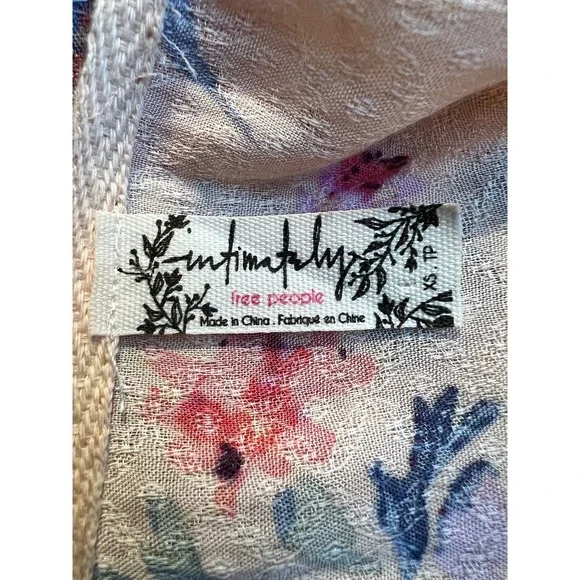 intimately
free people
Made in China . Fabriqué en Chine
XS. TP